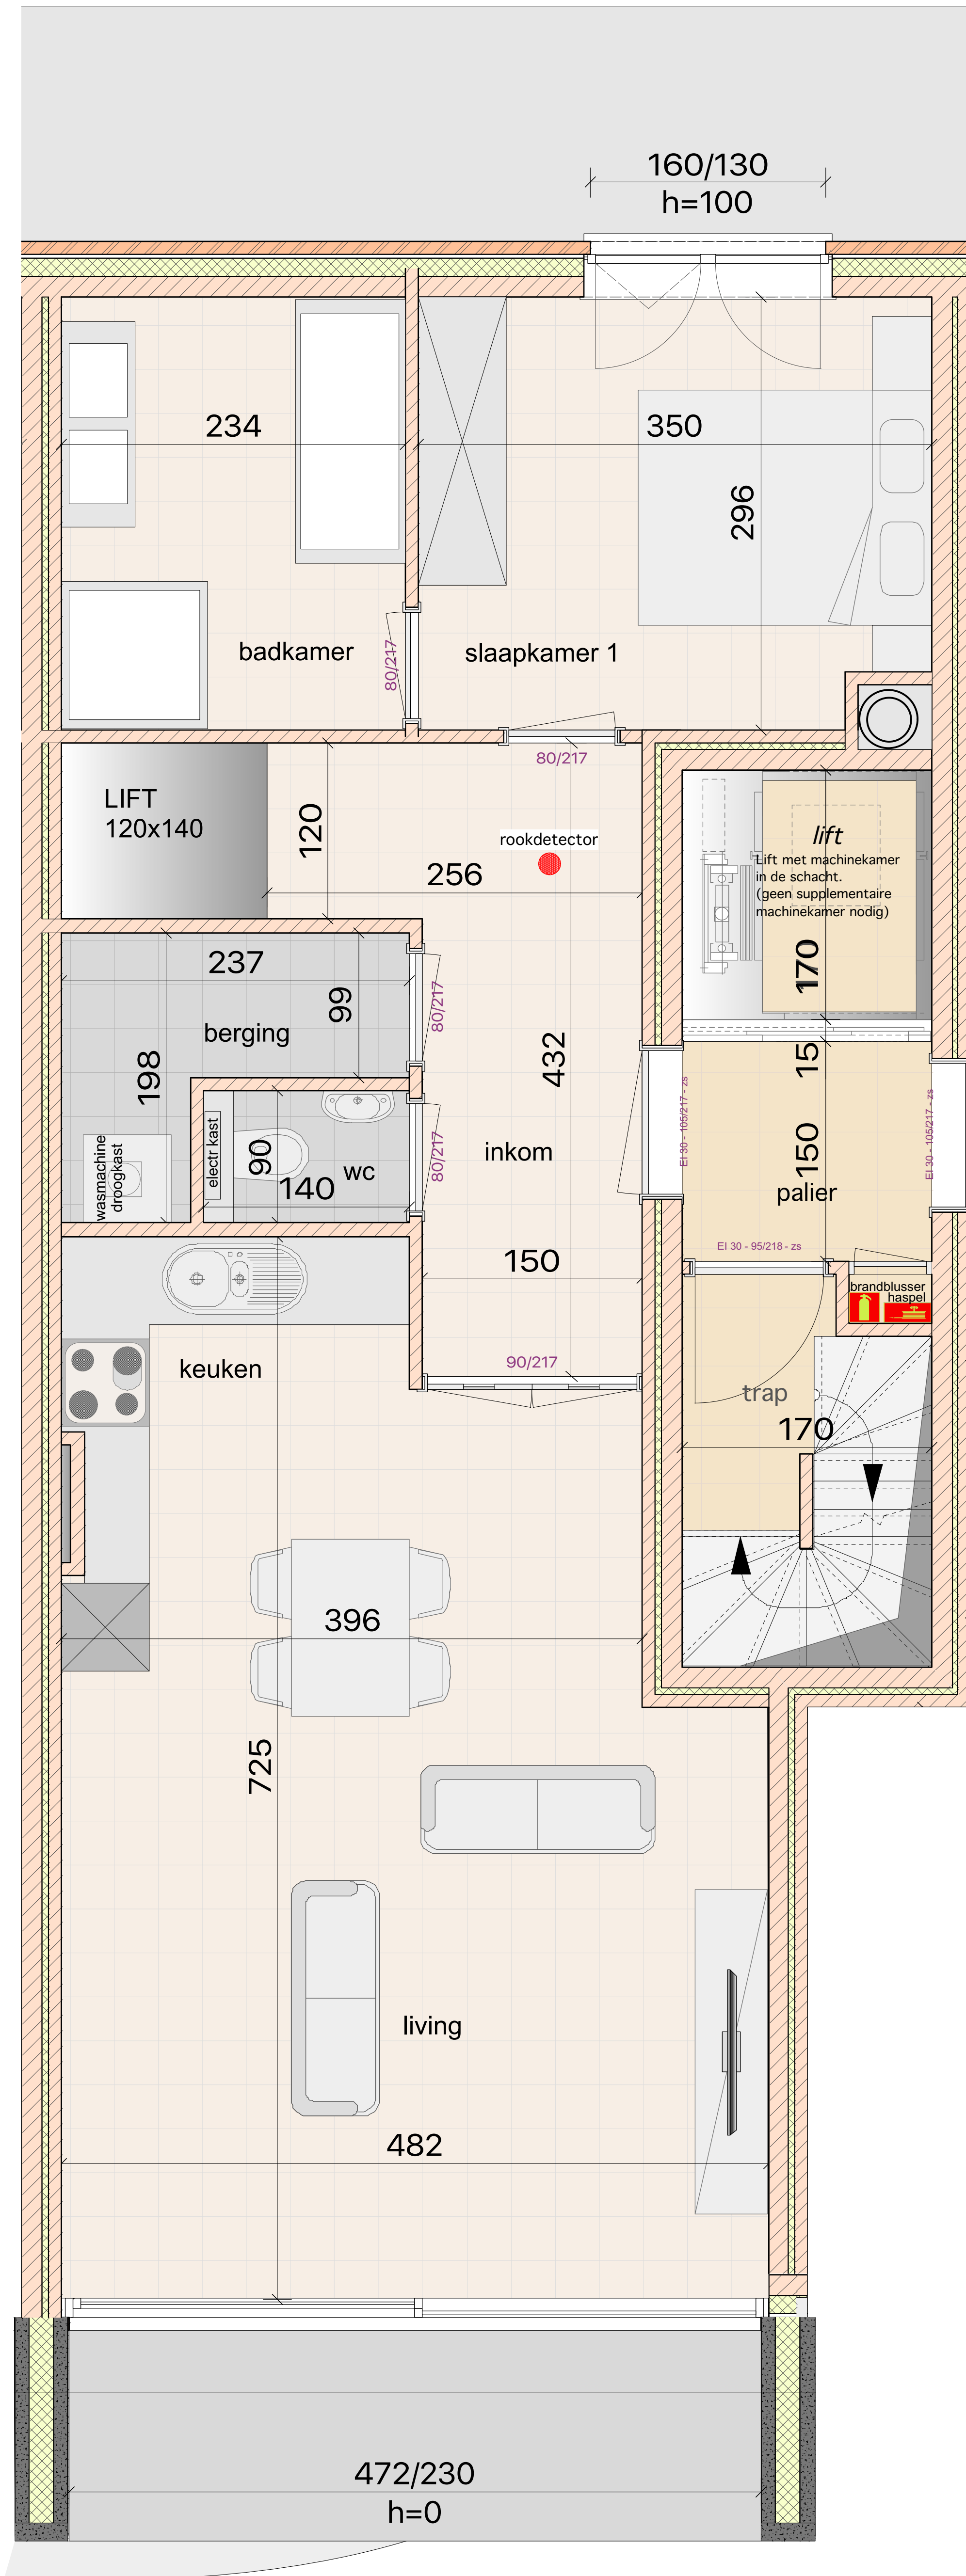 160/130
h=100
234
350
296
badkamer
80/217
slaapkamer 1
80/217
LIFT
120x140
120
rookdetector
256
lift
Lift met machinekamer
in de schacht.
(geen supplementaire
machinekamer nodig)
170
237
99
berging
80/217
198
432
15
EI 30 - 105/217 - zs
EI 30 - 105/217 - zs
150
palier
wasmachine
droogkast
electr kast
90
wc
140
80/217
inkom
EI 30 - 95/218 - zs
150
brandblusser
haspel
90/217
keuken
trap
170
396
725
living
482
472/230
h=0